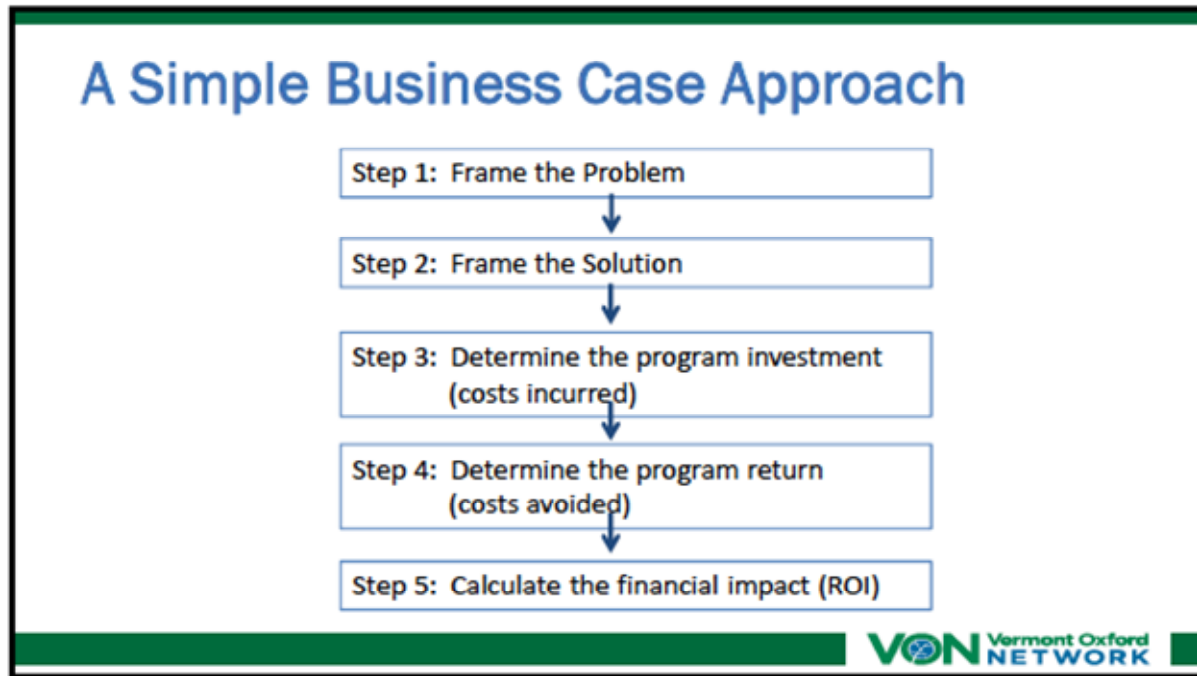 A Simple Business Case Approach
Step 1: Frame the Problem
Step 2: Frame the Solution
Step 3: Determine the program investment
(costs incurred)
Step 4: Determine the program return
(costs avoided)
Step 5: Calculate the financial impact (ROI)
VON Vermont Oxford
NETWORK